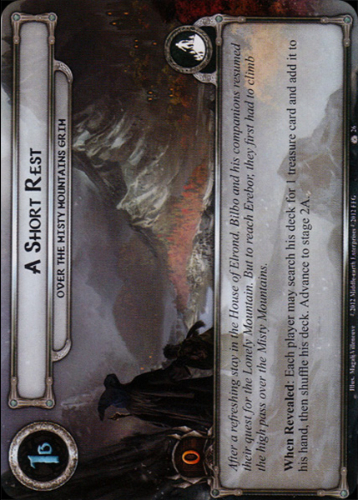 1B
A SHORT REST
OVER THE MISTY MOUNTAINS GRIM
0
After a refreshing stay in the House of Elrond, Bilbo and his companions resumed
their quest for the Lonely Mountain. But to reach Erebor, they first had to climb
the high pass over the Misty Mountains.
When Revealed: Each player may search his deck for 1 treasure card and add it to
his hand, then shuffle his deck. Advance to stage 2A.
Illus. Magali Villeneuve ©2012 Middle-earth Enterprises ©2012 FFG 26